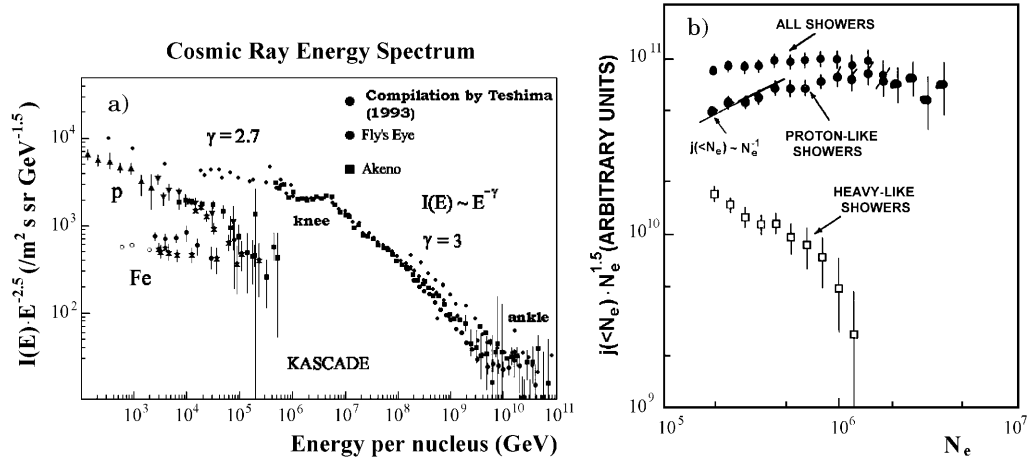 Cosmic Ray Energy Spectrum
a)
I(E)·E^-2.5 (/m^2 s sr GeV^-1.5)
Compilation by Teshima
(1993)
Fly's Eye
Akeno
γ = 2.7
I(E) ~ E^-γ
γ = 3
p
Fe
knee
ankle
KASCADE
10^4
10^3
10^2
10^3 10^4 10^5 10^6 10^7 10^8 10^9 10^10 10^11
Energy per nucleus (GeV)
b)
j(<N_e) · N_e^1.5 (ARBITRARY UNITS)
ALL SHOWERS
PROTON-LIKE
SHOWERS
j(<N_e) ~ N_e^-1
HEAVY-LIKE
SHOWERS
10^11
10^10
10^9
10^5 10^6 10^7
N_e